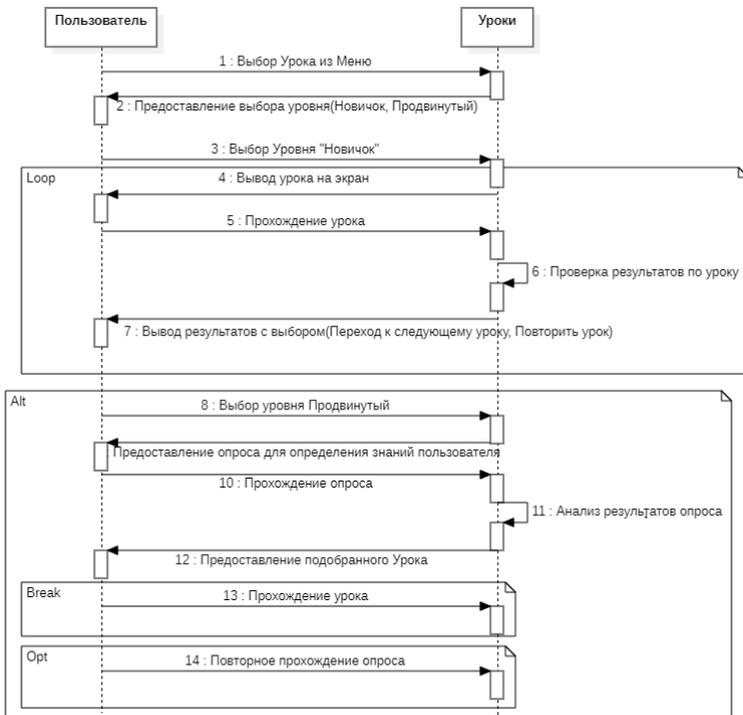 Пользователь
Уроки
1 : Выбор Урока из Меню
2 : Предоставление выбора уровня(Новичок, Продвинутый)
3 : Выбор Уровня "Новичок"
Loop
4 : Вывод урока на экран
5 : Прохождение урока
6 : Проверка результатов по уроку
7 : Вывод результатов с выбором(Переход к следующему уроку, Повторить урок)
Alt
8 : Выбор уровня Продвинутый
Предоставление опроса для определения знаний пользователя
10 : Прохождение опроса
11 : Анализ результатов опроса
12 : Предоставление подобранного Урока
Break
13 : Прохождение урока
Opt
14 : Повторное прохождение опроса